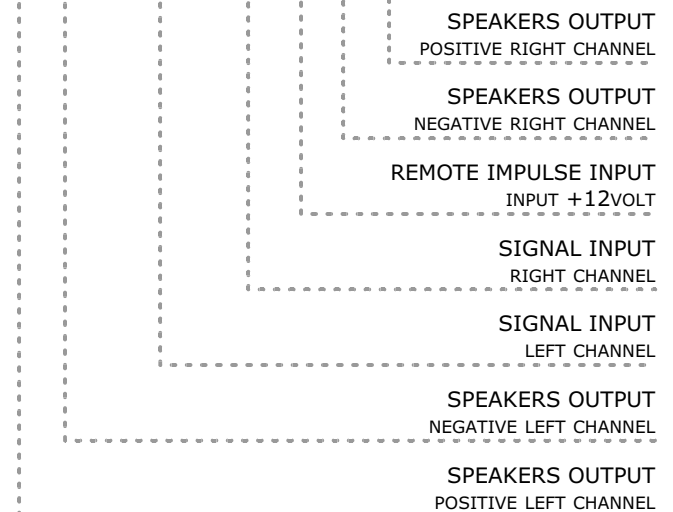 SPEAKERS OUTPUT
POSITIVE RIGHT CHANNEL
SPEAKERS OUTPUT
NEGATIVE RIGHT CHANNEL
REMOTE IMPULSE INPUT
INPUT +12VOLT
SIGNAL INPUT
RIGHT CHANNEL
SIGNAL INPUT
LEFT CHANNEL
SPEAKERS OUTPUT
NEGATIVE LEFT CHANNEL
SPEAKERS OUTPUT
POSITIVE LEFT CHANNEL